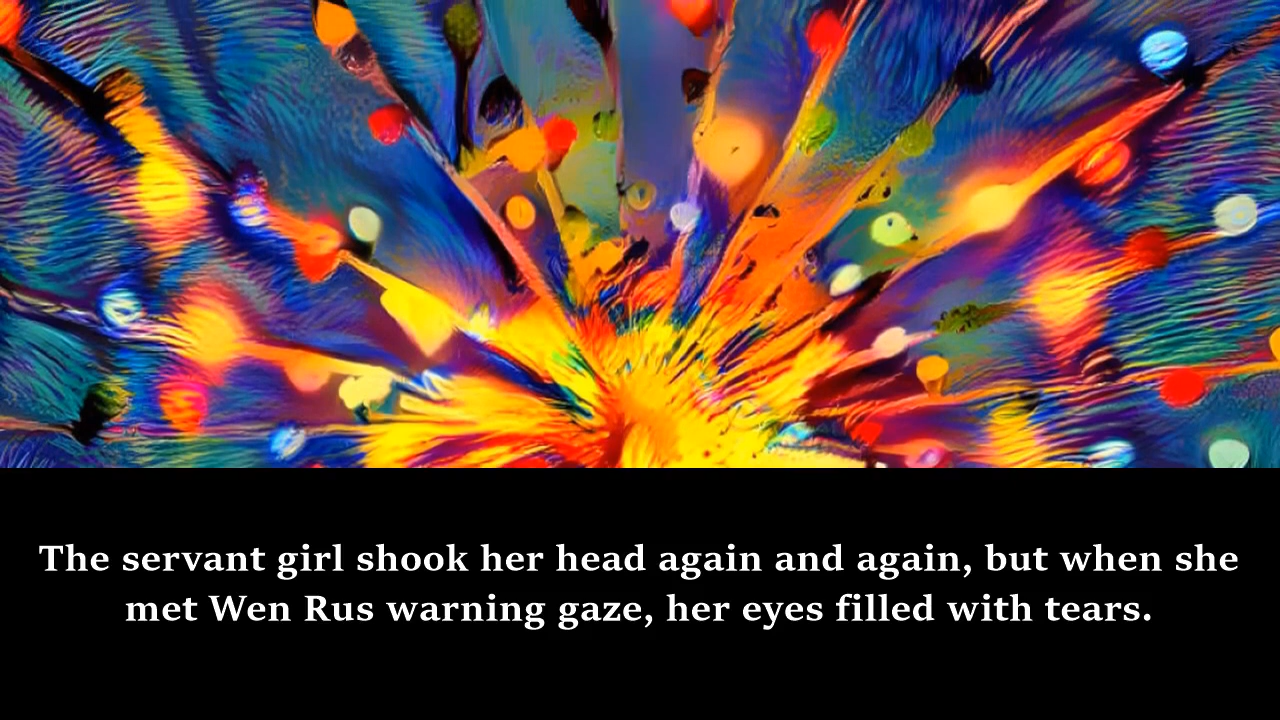 The servant girl shook her head again and again, but when she
met Wen Rus warning gaze, her eyes filled with tears.